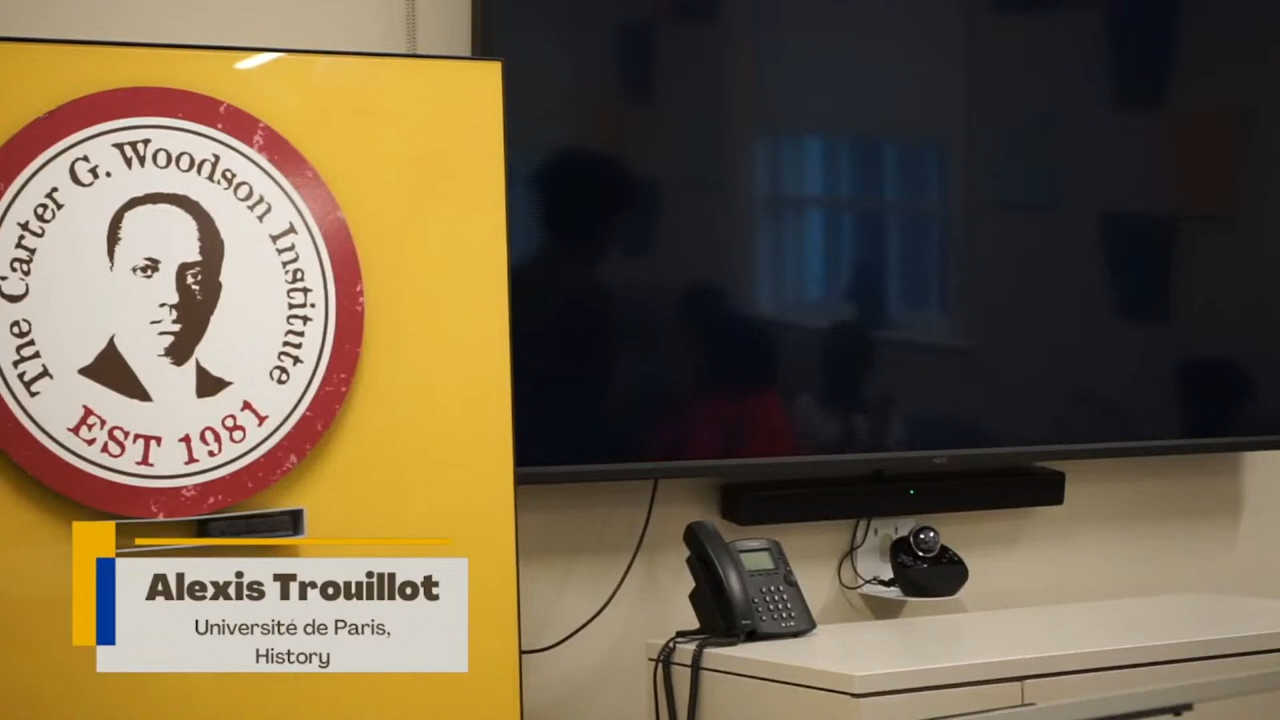 The Carter G. Woodson Institute
EST 1981
Alexis Trouillot
Université de Paris,
History